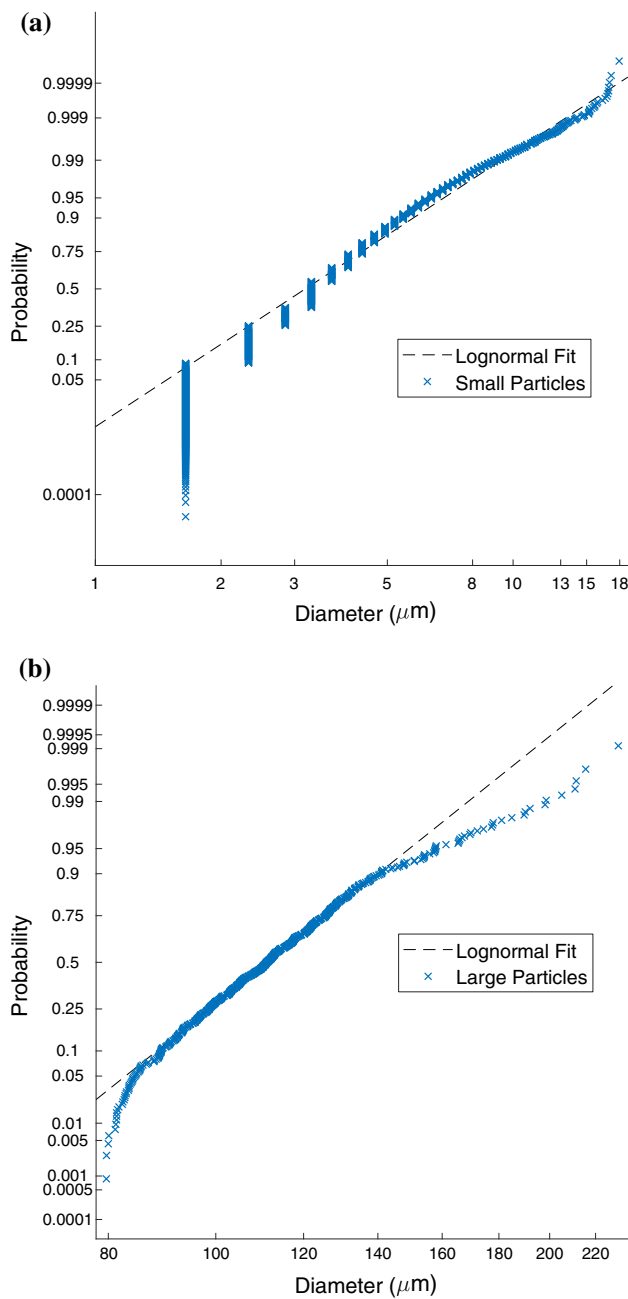 (a)
0.9999
0.999
0.99
0.95
0.9
0.75
0.5
0.25
0.1
0.05
0.0001
Probability
Lognormal Fit
Small Particles
1 2 3 5 8 10 13 15 18
Diameter (μm)
(b)
0.9999
0.9995
0.999
0.995
0.99
0.95
0.9
0.75
0.5
0.25
0.1
0.05
0.01
0.005
0.001
0.0005
0.0001
Probability
Lognormal Fit
Large Particles
80 100 120 140 160 180 200 220
Diameter (μm)